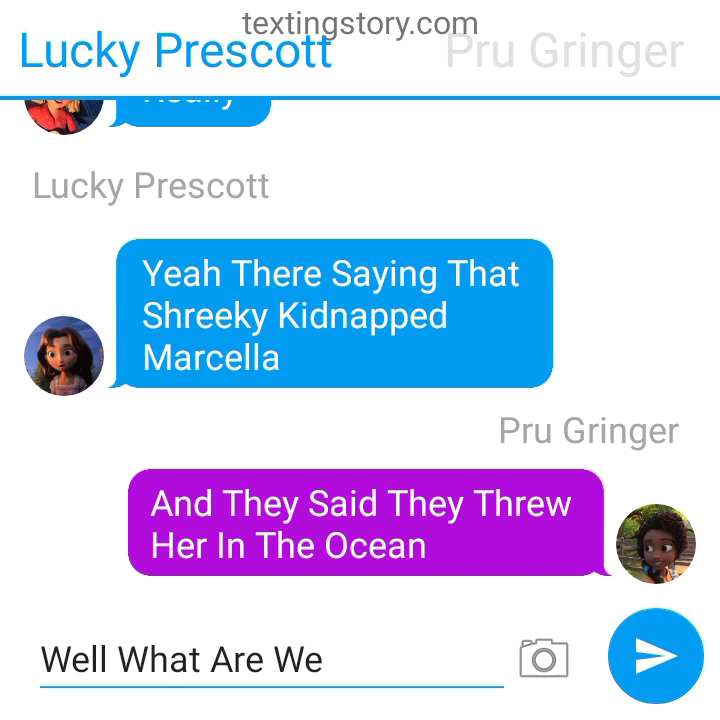 textingstory.com
Lucky Prescott Pru Gringer
Really
Lucky Prescott
Yeah There Saying That
Shreeky Kidnapped
Marcella
Pru Gringer
And They Said They Threw
Her In The Ocean
Well What Are We